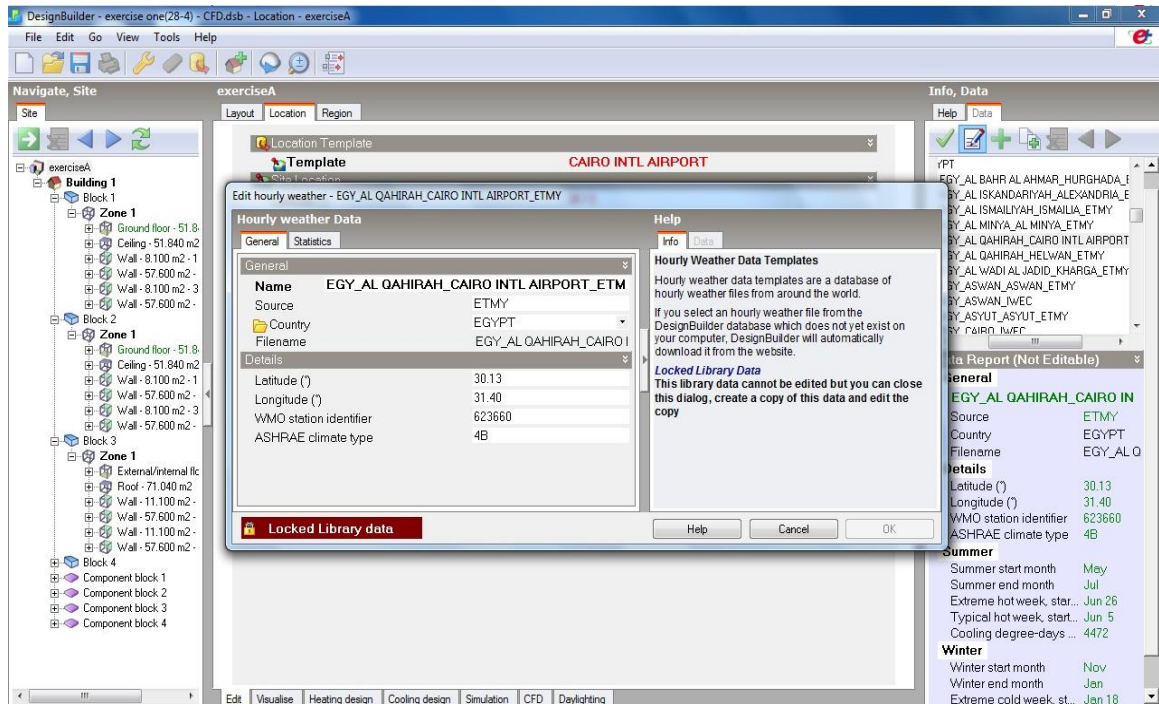 DesignBuilder - exercise one(28-4) - CFD.dsb - Location - exerciseA
File Edit Go View Tools Help
Navigate, Site
Site
exerciseA
Building 1
Block 1
Zone 1
Ground floor - 51.8
Ceiling - 51.840 m2
Wall - 8.100 m2 - 1
Wall - 57.600 m2 -
Wall - 8.100 m2 - 3
Wall - 57.600 m2 -
Block 2
Zone 1
Ground floor - 51.8
Ceiling - 51.840 m2
Wall - 8.100 m2 - 1
Wall - 57.600 m2 -
Wall - 8.100 m2 - 3
Wall - 57.600 m2 -
Block 3
Zone 1
External/internal flc
Roof - 71.040 m2
Wall - 11.100 m2 -
Wall - 57.600 m2 -
Wall - 11.100 m2 -
Wall - 57.600 m2 -
Block 4
Component block 1
Component block 2
Component block 3
Component block 4
exerciseA
Layout Location Region
Location Template
Template CAIRO INTL AIRPORT
Site Location
Edit hourly weather - EGY_AL QAHIRAH_CAIRO INTL AIRPORT_ETMY
Hourly weather Data
General Statistics
General
Name EGY_AL QAHIRAH_CAIRO INTL AIRPORT_ETM
Source ETMY
Country EGYPT
Filename EGY_AL QAHIRAH_CAIRO I
Details
Latitude (°) 30.13
Longitude (°) 31.40
WMO station identifier 623660
ASHRAE climate type 4B
Locked Library data
Help
Info Data
Hourly Weather Data Templates
Hourly weather data templates are a database of
hourly weather files from around the world.
If you select an hourly weather file from the
DesignBuilder database which does not yet exist on
your computer, DesignBuilder will automatically
download it from the website.
Locked Library Data
This library data cannot be edited but you can close
this dialog, create a copy of this data and edit the
copy
Help Cancel OK
Edit Visualise Heating design Cooling design Simulation CFD Daylighting
Info, Data
Help Data
YPT
EGY_AL BAHR AL AHMAR_HURGHADA_E
GY_AL ISKANDARIYAH_ALEXANDRIA_E
GY_AL ISMAILIYAH_ISMAILIA_ETMY
GY_AL MINYA_AL MINYA_ETMY
GY_AL QAHIRAH_CAIRO INTL AIRPORT
GY_AL QAHIRAH_HELWAN_ETMY
GY_AL WADI AL JADID_KHARGA_ETMY
GY_ASWAN_ASWAN_ETMY
GY_ASWAN_IWEC
GY_ASYUT_ASYUT_ETMY
GY_CAIRO_IWEC
ta Report (Not Editable)
General
EGY_AL QAHIRAH_CAIRO IN
Source ETMY
Country EGYPT
Filename EGY_AL Q
Details
Latitude (°) 30.13
Longitude (°) 31.40
WMO station identifier 623660
ASHRAE climate type 4B
Summer
Summer start month May
Summer end month Jul
Extreme hot week, star... Jun 26
Typical hot week, start... Jun 5
Cooling degree-days ... 4472
Winter
Winter start month Nov
Winter end month Jan
Extreme cold week, st... Jan 18